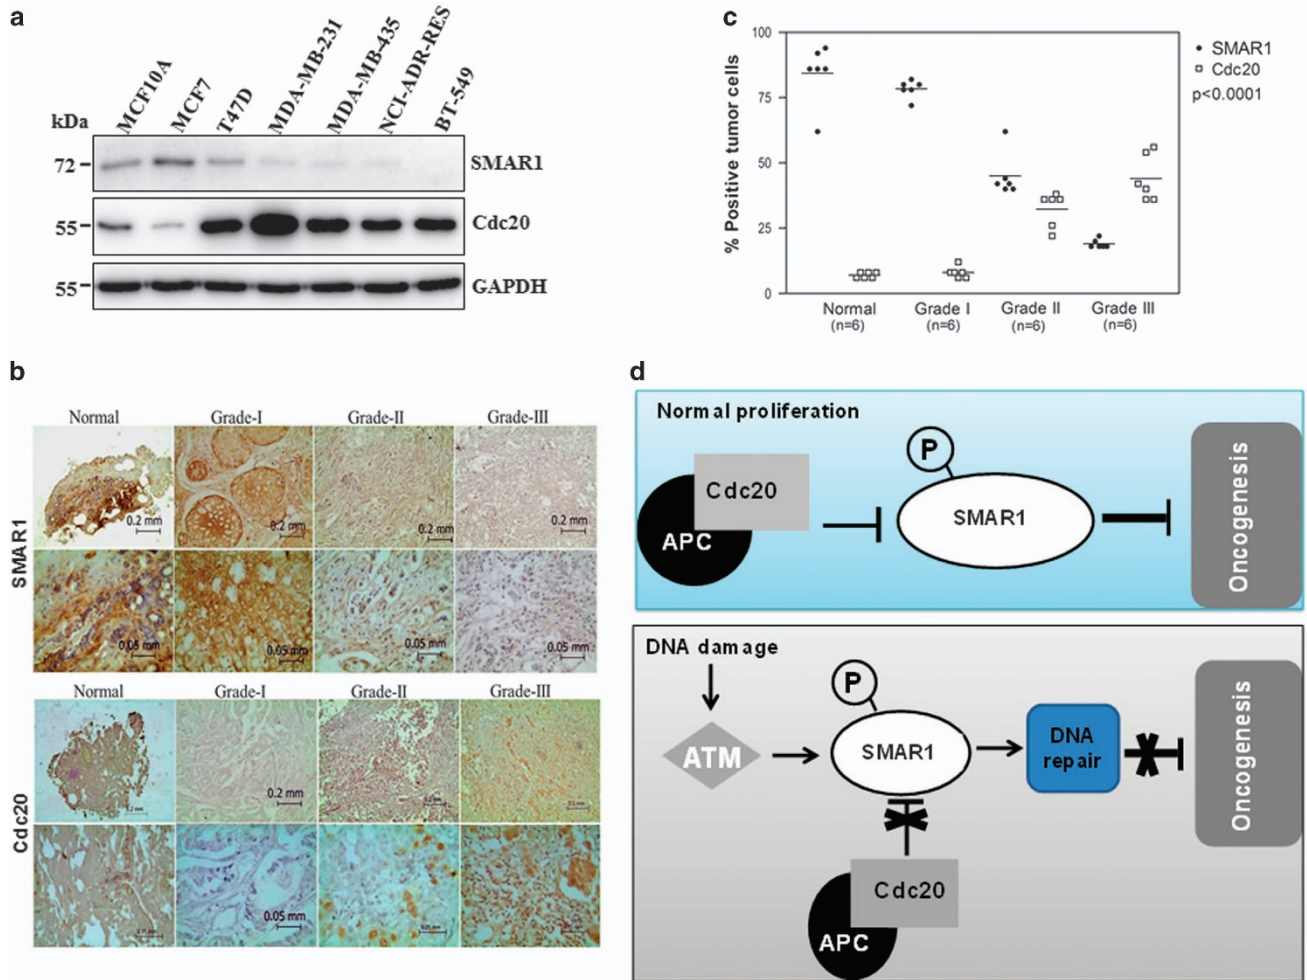 a
MCF10A
MCF7
T47D
MDA-MB-231
MDA-MB-435
NCI-ADR-RES
BT-549
kDa
72
SMAR1
55
Cdc20
55
GAPDH
c
100
75
50
25
0
% Positive tumor cells
SMAR1
Cdc20
p<0.0001
Normal
(n=6)
Grade I
(n=6)
Grade II
(n=6)
Grade III
(n=6)
b
Normal Grade-I Grade-II Grade-III
SMAR1
0.2 mm 0.2 mm 0.2 mm 0.2 mm
0.05 mm 0.05 mm 0.05 mm 0.05 mm
Normal Grade-I Grade-II Grade-III
Cdc20
0.2 mm
0.05 mm
d
Normal proliferation
P
Cdc20
APC
SMAR1
Oncogenesis
DNA damage
P
ATM
SMAR1
DNA
repair
Oncogenesis
Cdc20
APC